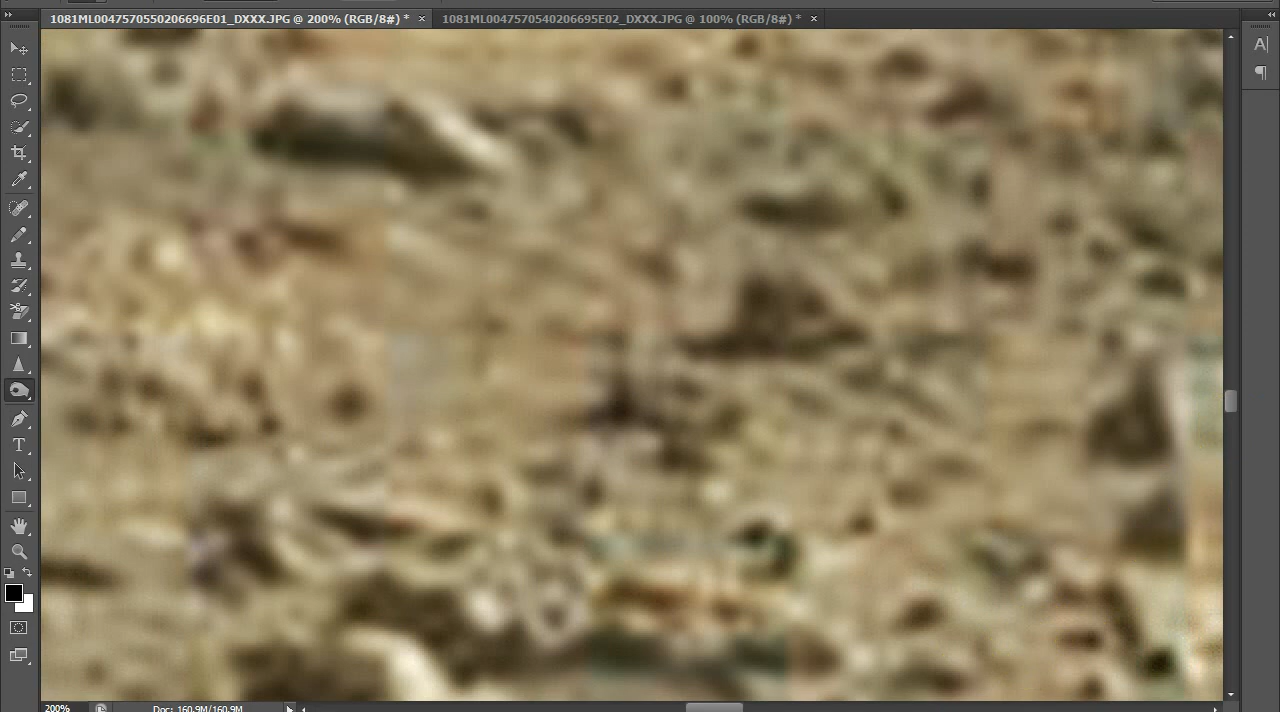 1081ML0047570550206696E01_DXXX.JPG @ 200% (RGB/8#) * × 1081ML0047570540206695E02_DXXX.JPG @ 100% (RGB/8#) * ×
A
T
200% Doc: 160.9M/160.9M